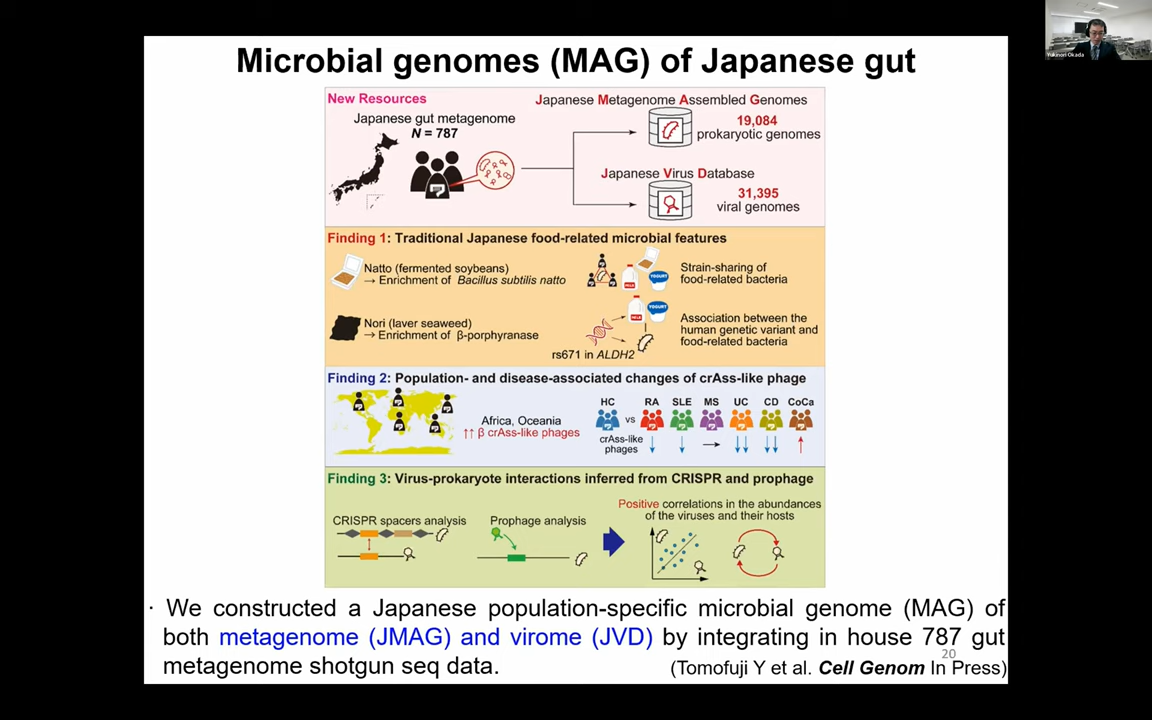 Microbial genomes (MAG) of Japanese gut
Yukinori Okada
New Resources
Japanese gut metagenome
N = 787
Japanese Metagenome Assembled Genomes
19,084
prokaryotic genomes
Japanese Virus Database
31,395
viral genomes
Finding 1: Traditional Japanese food-related microbial features
Natto (fermented soybeans)
→ Enrichment of Bacillus subtilis natto
MILK
YOGURT
Strain-sharing of
food-related bacteria
Nori (laver seaweed)
→ Enrichment of β-porphyranase
MILK
YOGURT
rs671 in ALDH2
Association between the
human genetic variant and
food-related bacteria
Finding 2: Population- and disease-associated changes of crAss-like phage
Africa, Oceania
↑↑ β crAss-like phages
HC vs RA SLE MS UC CD CoCa
crAss-like
phages ↓ ↓ → ↓↓ ↓↓ ↑
Finding 3: Virus-prokaryote interactions inferred from CRISPR and prophage
CRISPR spacers analysis
Prophage analysis
Positive correlations in the abundances
of the viruses and their hosts
· We constructed a Japanese population-specific microbial genome (MAG) of
both metagenome (JMAG) and virome (JVD) by integrating in house 787 gut
metagenome shotgun seq data.
20
(Tomofuji Y et al. Cell Genom In Press)